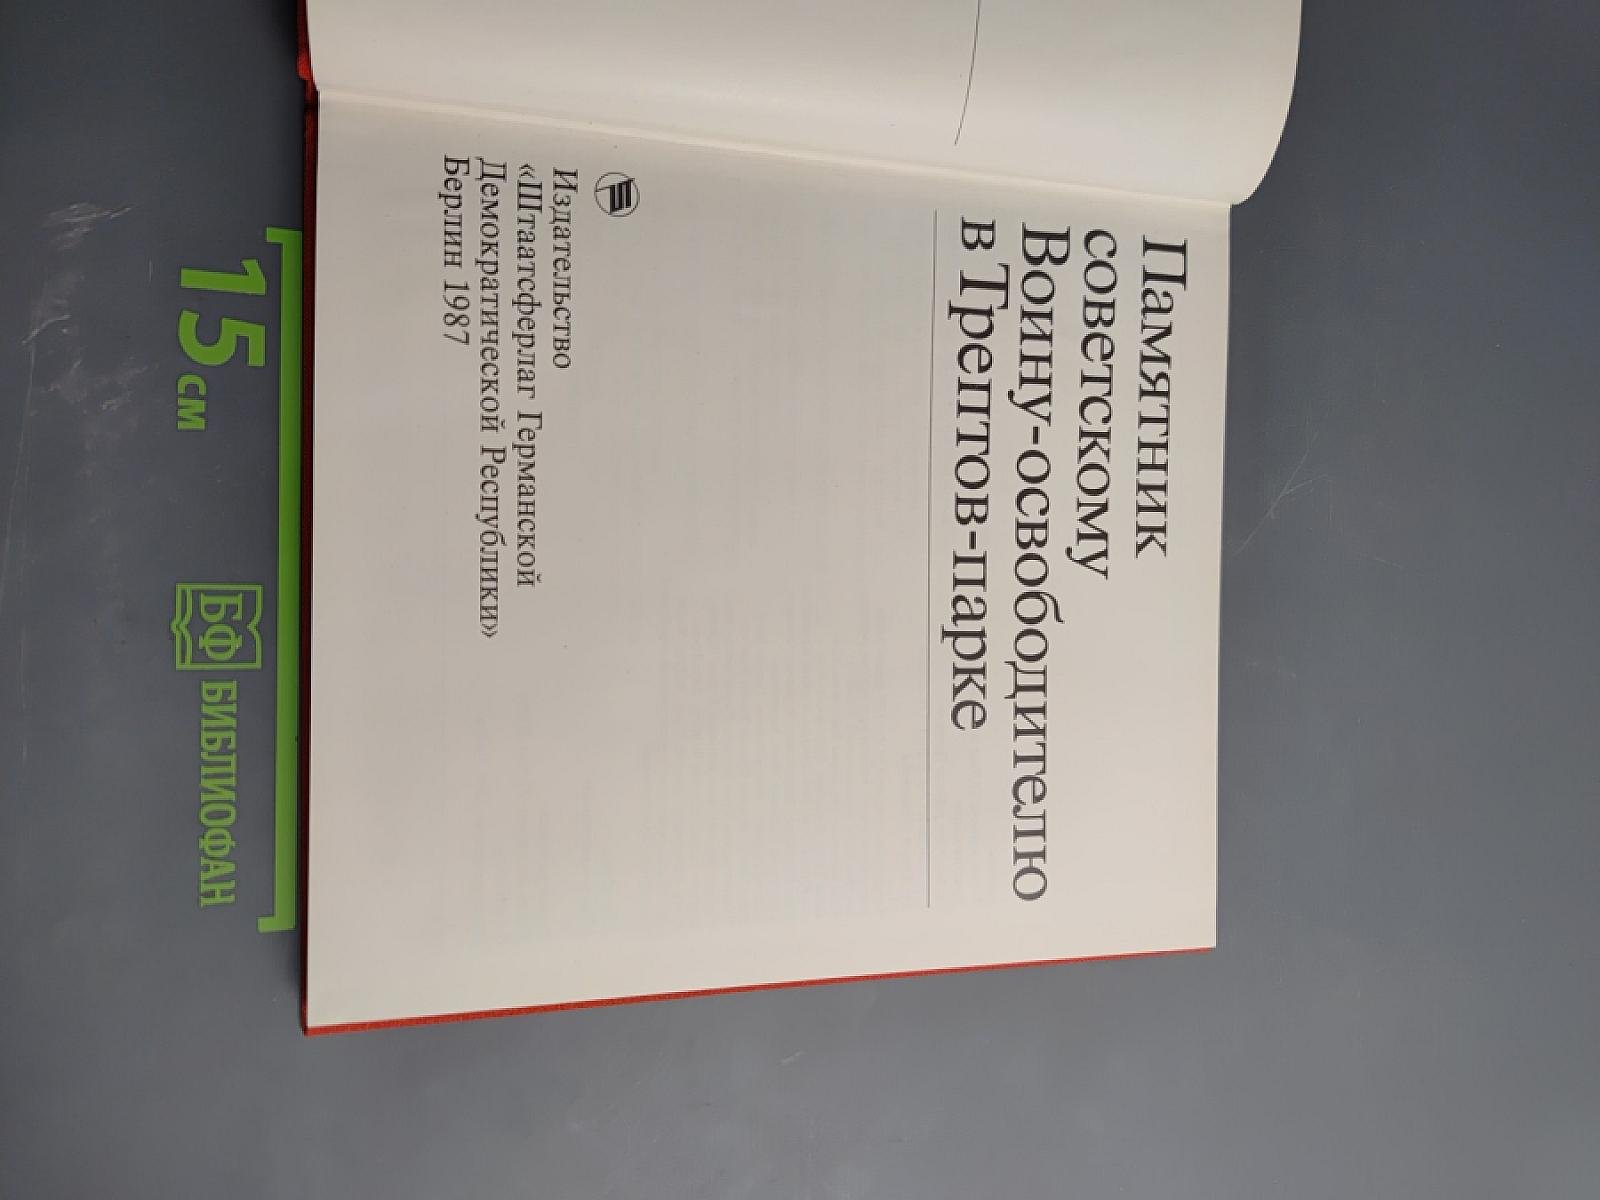 Памятник
советскому
Воину-освободителю
в Трептов-парке
Издательство
«Штаатсферлаг Германской
Демократической Республики»
Берлин 1987
15 см
БФ БИБЛИОФАН